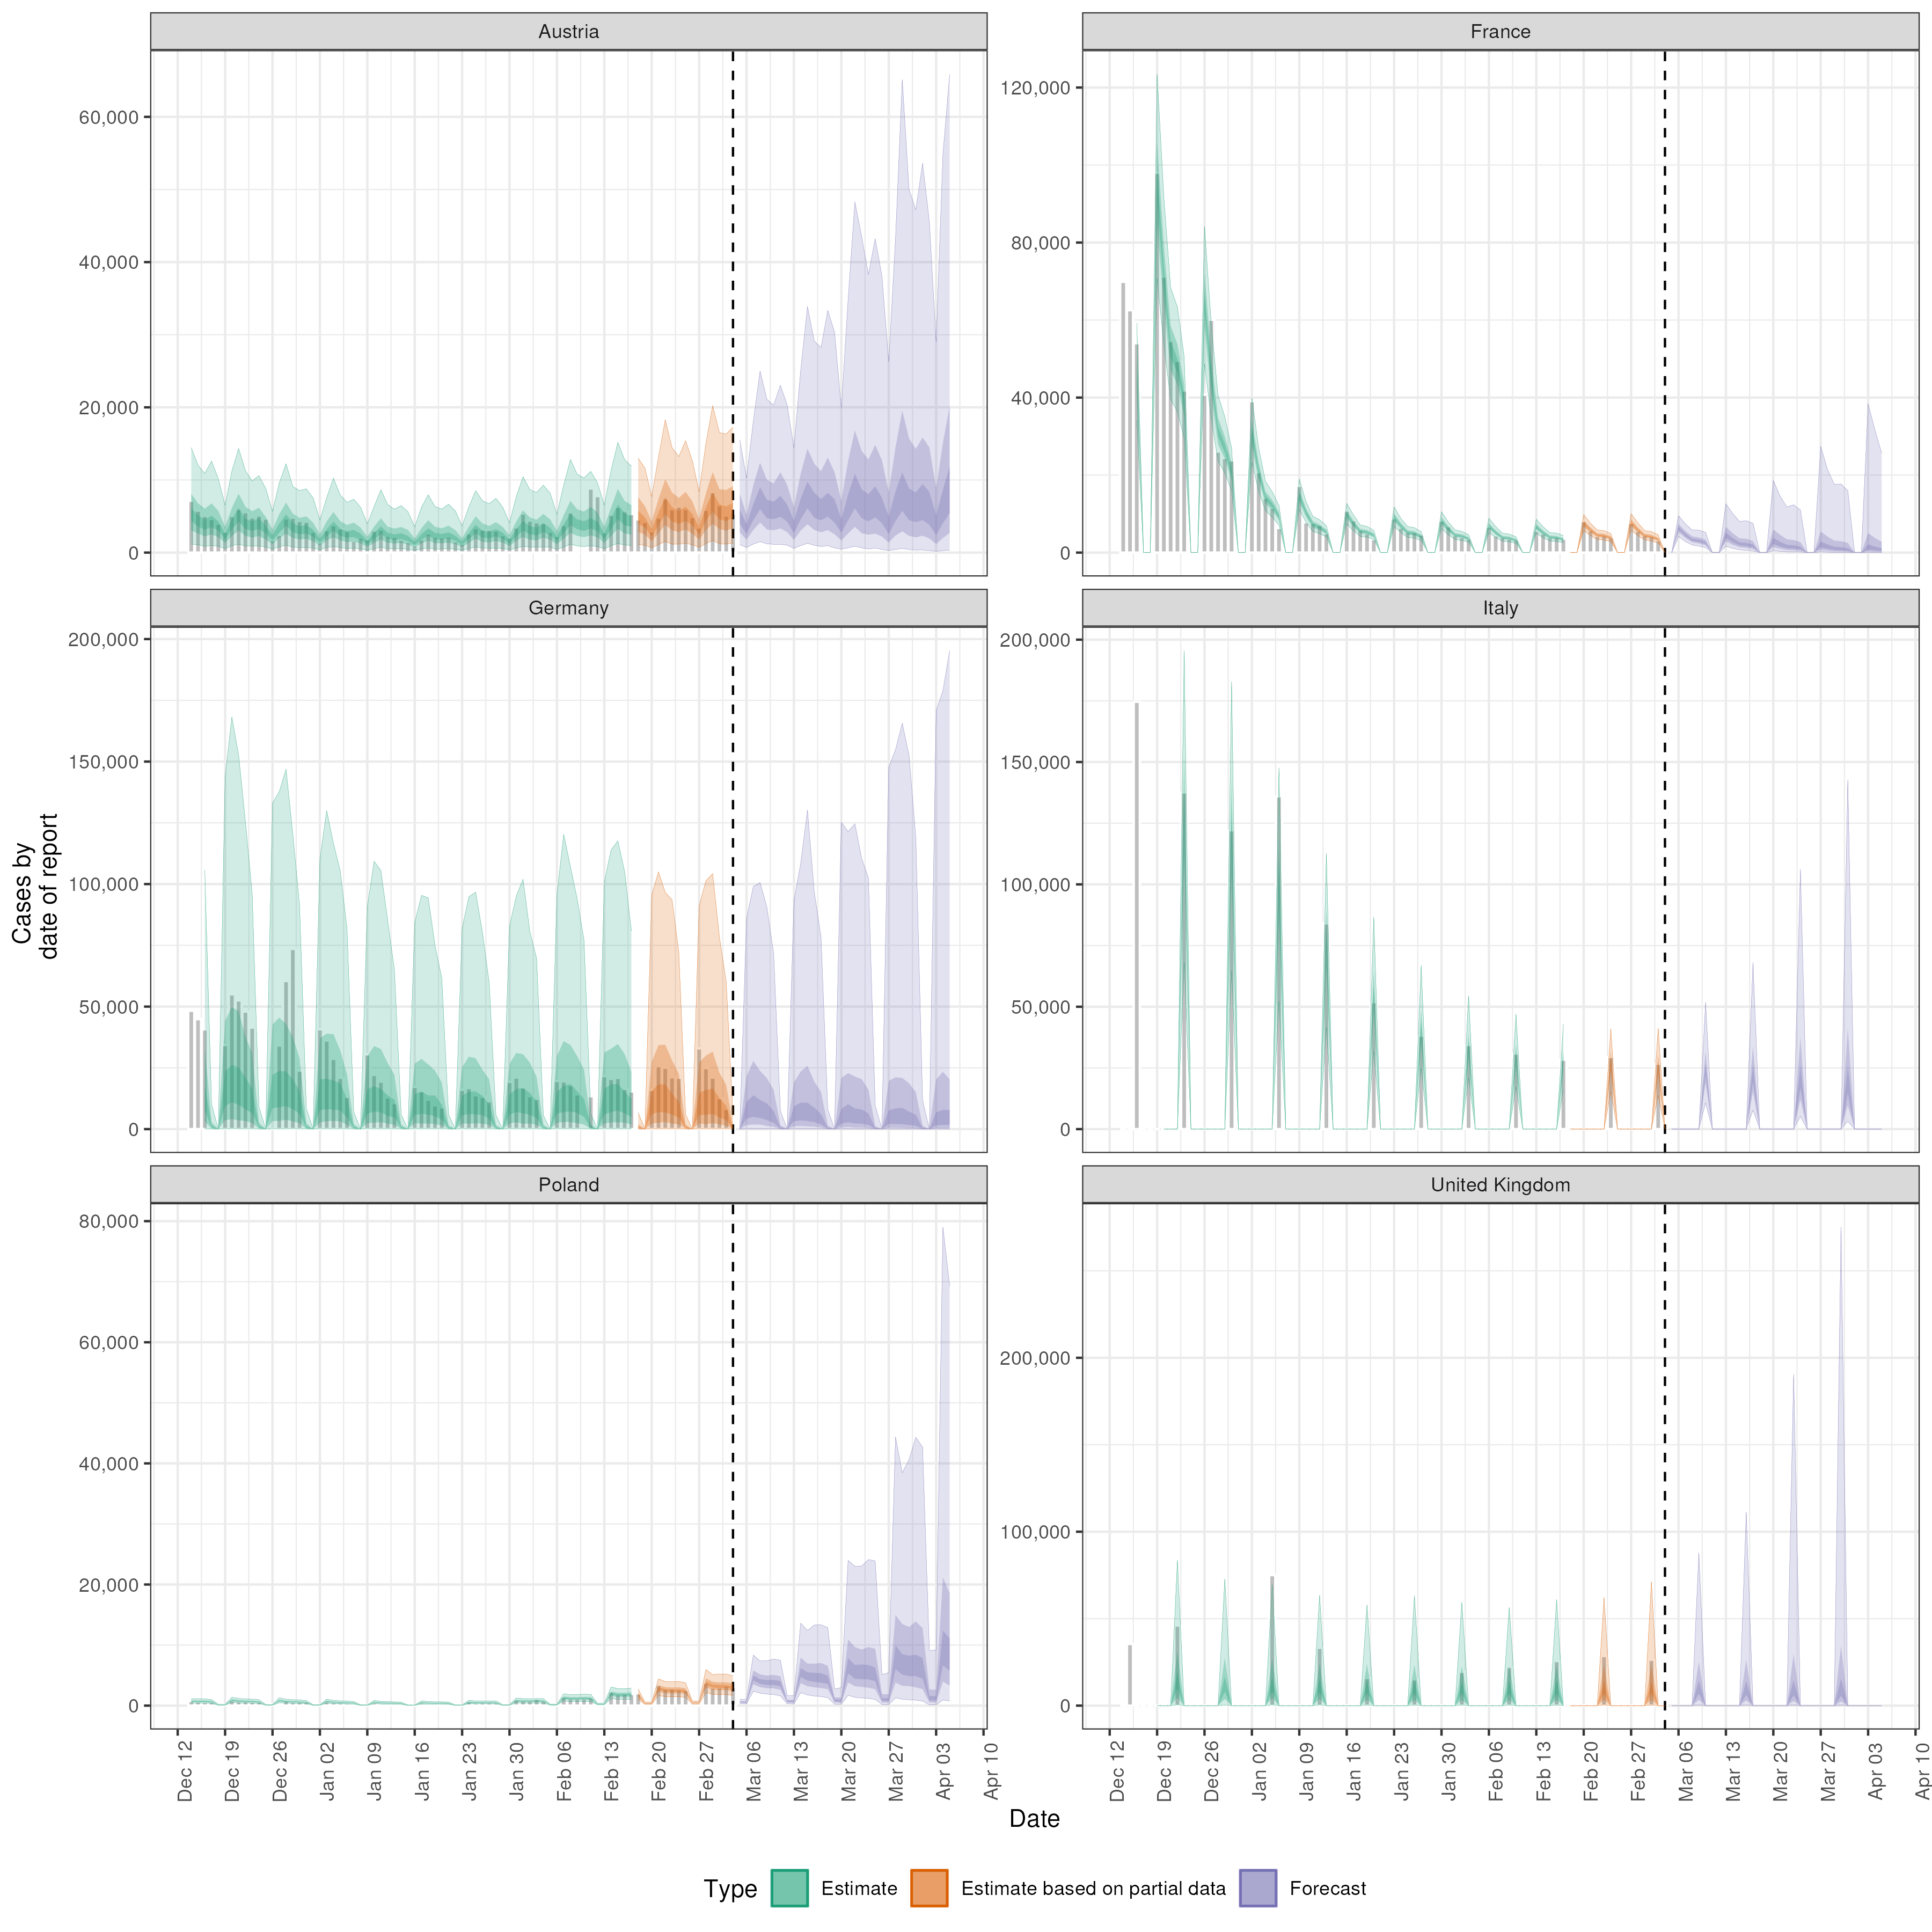 Austria
France
60,000
40,000
20,000
0
120,000
80,000
40,000
0
Germany
Italy
200,000
150,000
100,000
50,000
0
200,000
150,000
100,000
50,000
0
Cases by
date of report
Poland
United Kingdom
80,000
60,000
40,000
20,000
0
200,000
100,000
0
Dec 12
Dec 19
Dec 26
Jan 02
Jan 09
Jan 16
Jan 23
Jan 30
Feb 06
Feb 13
Feb 20
Feb 27
Mar 06
Mar 13
Mar 20
Mar 27
Apr 03
Apr 10
Dec 12
Dec 19
Dec 26
Jan 02
Jan 09
Jan 16
Jan 23
Jan 30
Feb 06
Feb 13
Feb 20
Feb 27
Mar 06
Mar 13
Mar 20
Mar 27
Apr 03
Apr 10
Date
Type Estimate Estimate based on partial data Forecast